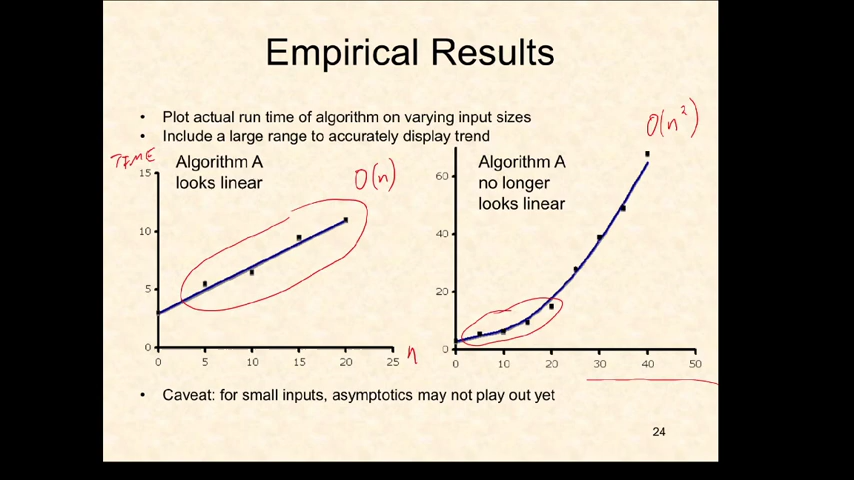 Empirical Results
• Plot actual run time of algorithm on varying input sizes
• Include a large range to accurately display trend
TIME
Algorithm A
looks linear
O(n)
15
10
5
0
0 5 10 15 20 25
n
Algorithm A
no longer
looks linear
O(n²)
60
40
20
0
0 10 20 30 40 50
• Caveat: for small inputs, asymptotics may not play out yet
24